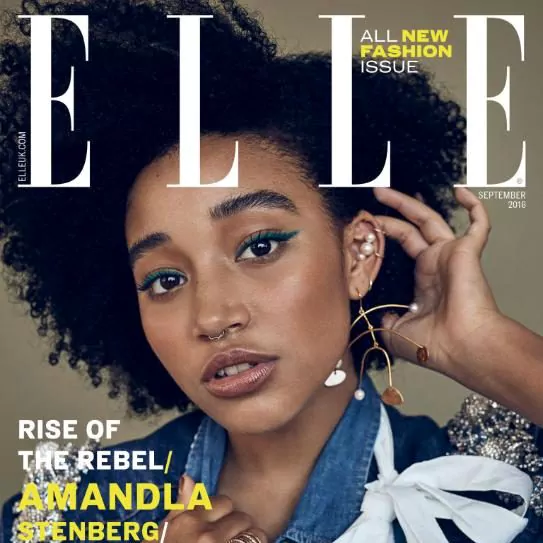 ELLE
ALL NEW
FASHION
ISSUE
ELLEUK.COM
SEPTEMBER
2016
RISE OF
THE REBEL/
AMANDLA
STENBERG/